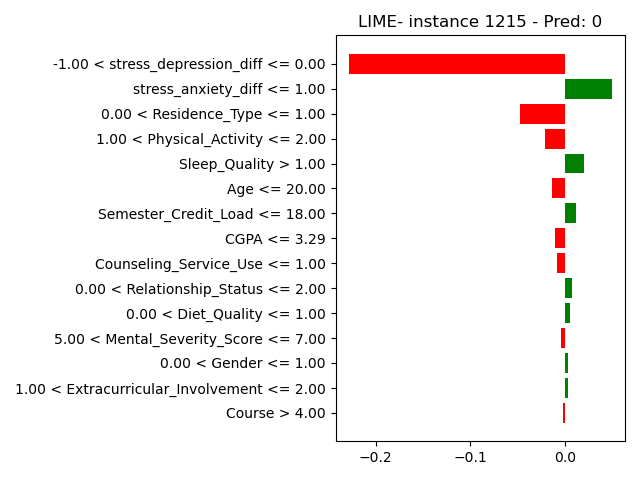 LIME- instance 1215 - Pred: 0
-1.00 < stress_depression_diff <= 0.00
stress_anxiety_diff <= 1.00
0.00 < Residence_Type <= 1.00
1.00 < Physical_Activity <= 2.00
Sleep_Quality > 1.00
Age <= 20.00
Semester_Credit_Load <= 18.00
CGPA <= 3.29
Counseling_Service_Use <= 1.00
0.00 < Relationship_Status <= 2.00
0.00 < Diet_Quality <= 1.00
5.00 < Mental_Severity_Score <= 7.00
0.00 < Gender <= 1.00
1.00 < Extracurricular_Involvement <= 2.00
Course > 4.00
−0.2 −0.1 0.0